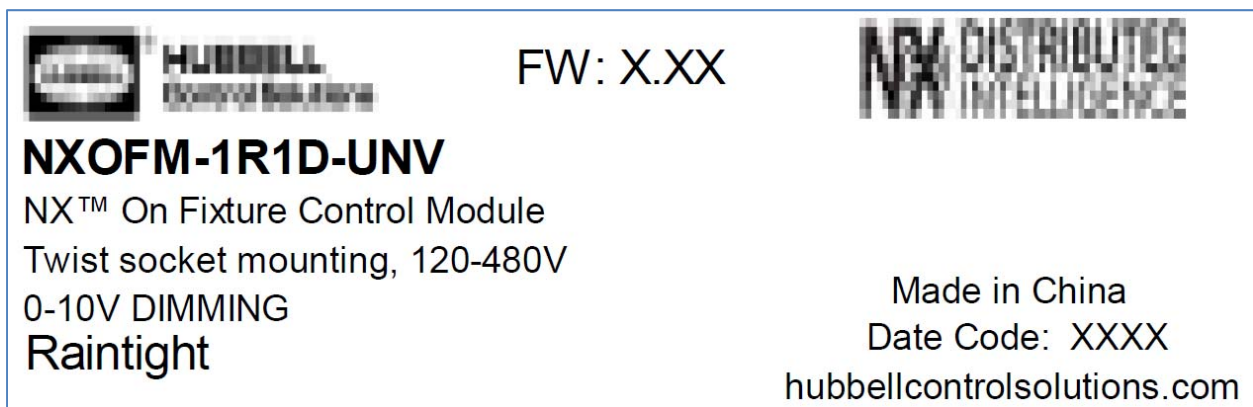 HUBBELL
Control Solutions
FW: X.XX
NX DISTRIBUTED
INTELLIGENCE
NXOFM-1R1D-UNV
NX™ On Fixture Control Module
Twist socket mounting, 120-480V
0-10V DIMMING
Raintight
Made in China
Date Code: XXXX
hubbellcontrolsolutions.com